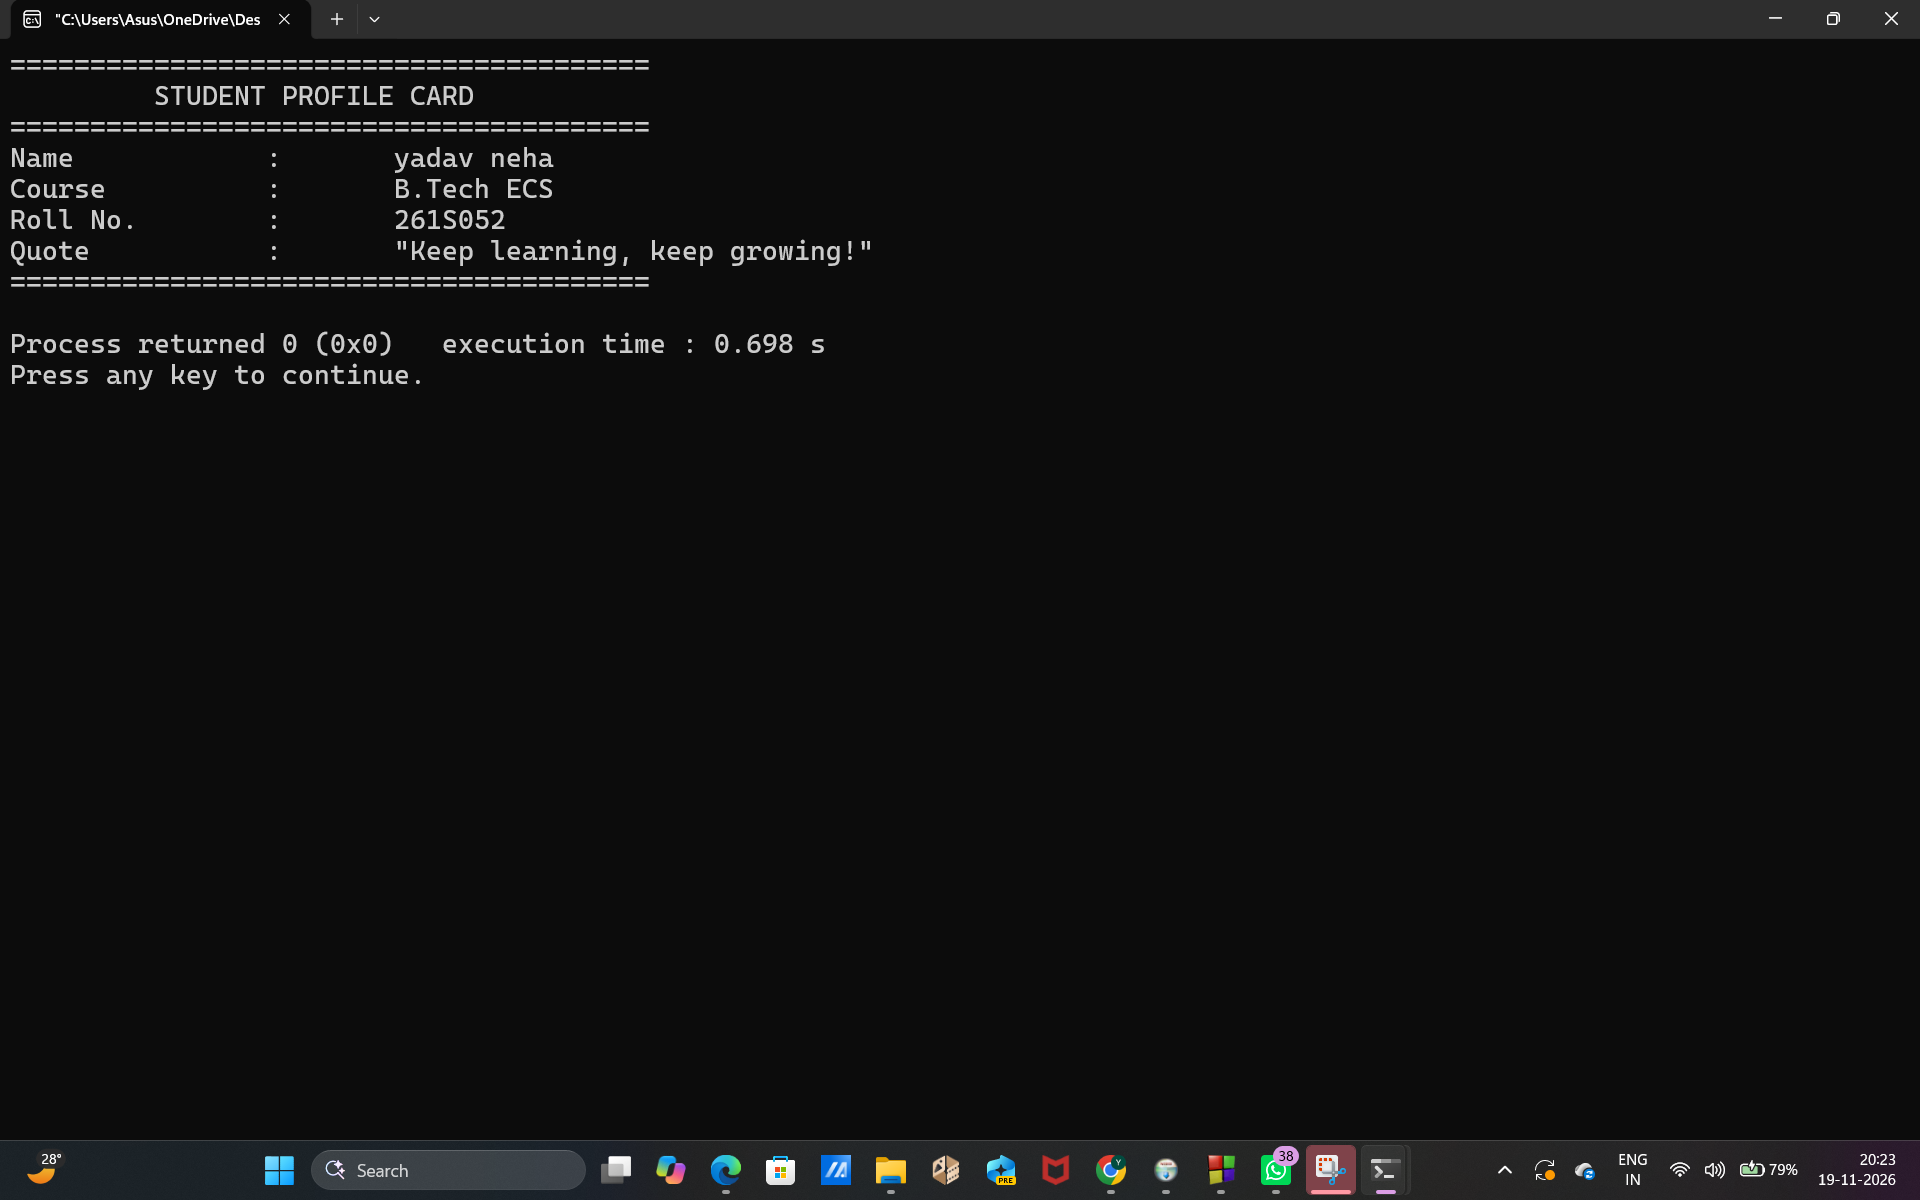 "C:\Users\Asus\OneDrive\Des
========================================
STUDENT PROFILE CARD
========================================
Name : yadav neha
Course : B.Tech ECS
Roll No. : 261S052
Quote : "Keep learning, keep growing!"
========================================
Process returned 0 (0x0) execution time : 0.698 s
Press any key to continue.
28°
Search
PRE
Y
38
ENG
IN
79%
20:23
19-11-2026